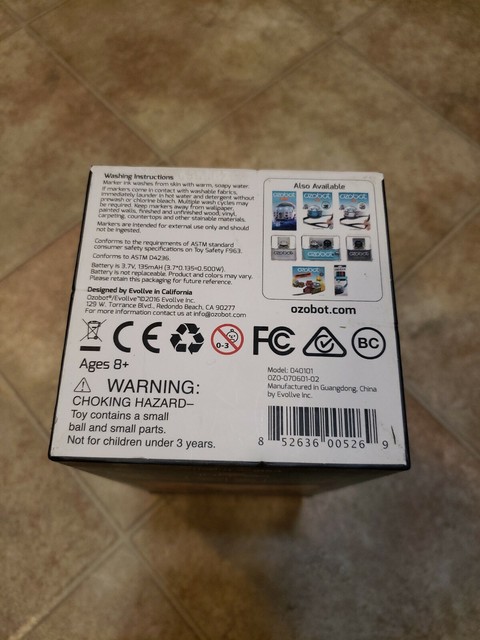 Washing Instructions
Marker ink washes from skin with warm, soapy water.
If markers come in contact with washable fabrics,
immediately launder in hot water and detergent without
prewash or chlorine bleach. Multiple wash cycles may
be required. Keep markers away from wallpaper,
painted walls, finished and unfinished wood, vinyl,
carpeting, countertops and other stainable materials.
Markers are intended for external use only and should
not be ingested.
Conforms to the requirements of ASTM standard
consumer safety specifications on Toy Safety F963.
Conforms to ASTM D4236.
Battery is 3.7V, 135mAH (3.7*0.135=0.500W).
Battery is not replaceable. Product and colors may vary.
Please retain this package for future reference.
Designed by Evollve in California
Ozobot®/Evollve™©2016 Evollve Inc.
129 W. Torrance Blvd., Redondo Beach, CA 90277
For more information contact us at info@ozobot.com
Also Available
ozobot
ozobot
ozobot
ozobot
ozobot.com
CE
0-3
FC
BC
Ages 8+
WARNING:
CHOKING HAZARD–
Toy contains a small
ball and small parts.
Not for children under 3 years.
Model: 040101
OZO-070601-02
Manufactured in Guangdong, China
by Evollve Inc.
8 52636 00526 9